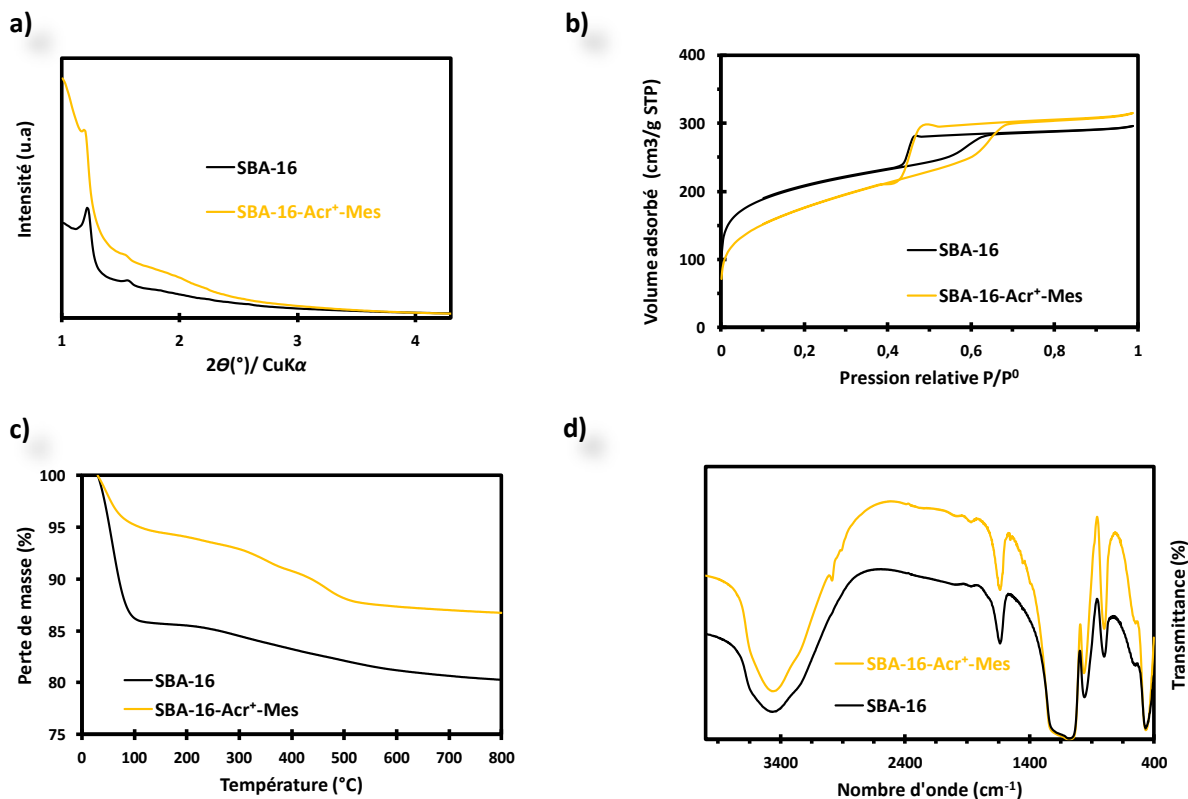 a)
Intensité (u.a)
SBA-16
SBA-16-Acr⁺-Mes
1 2 3 4
2Θ(°)/ CuKα
b)
Volume adsorbé (cm3/g STP)
400
300
200
100
0
SBA-16
SBA-16-Acr⁺-Mes
0 0,2 0,4 0,6 0,8 1
Pression relative P/P⁰
c)
Perte de masse (%)
100
95
90
85
80
75
SBA-16
SBA-16-Acr⁺-Mes
0 100 200 300 400 500 600 700 800
Température (°C)
d)
Transmittance (%)
SBA-16-Acr⁺-Mes
SBA-16
3400 2400 1400 400
Nombre d'onde (cm⁻¹)